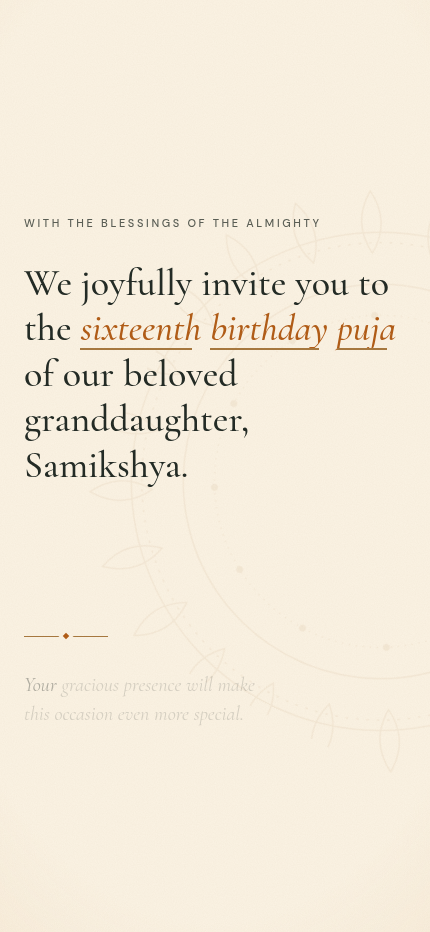 WITH THE BLESSINGS OF THE ALMIGHTY
We joyfully invite you to
the sixteenth birthday puja
of our beloved
granddaughter,
Samikshya.
Your gracious presence will make
this occasion even more special.